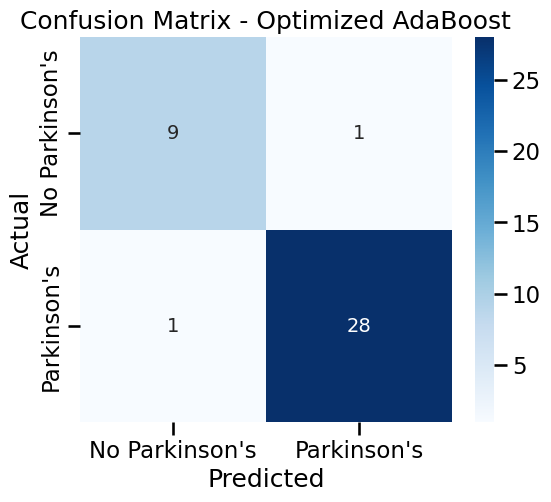 Confusion Matrix - Optimized AdaBoost
Actual
No Parkinson's
Parkinson's
9
1
1
28
No Parkinson's
Parkinson's
Predicted
25
20
15
10
5